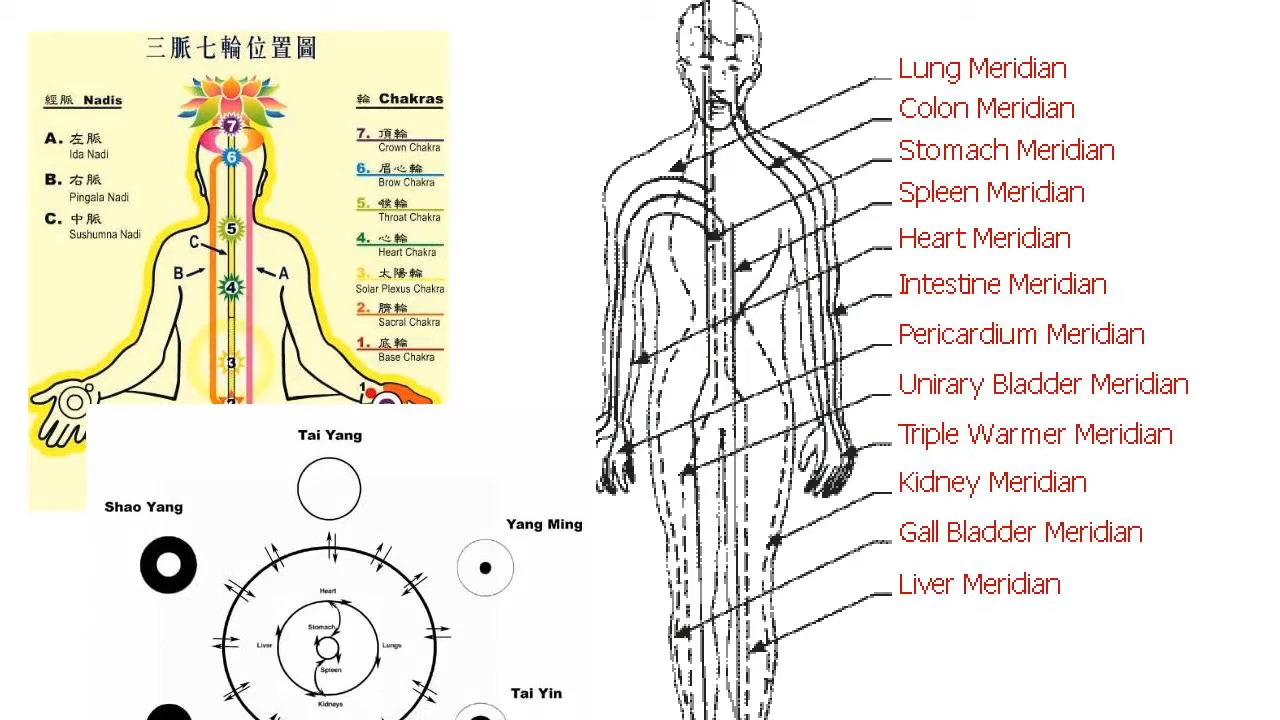 三脈七輪位置圖
經脈 Nadis
A. 左脈
Ida Nadi
B. 右脈
Pingala Nadi
C. 中脈
Sushumna Nadi
輪 Chakras
7. 頂輪
Crown Chakra
6. 眉心輪
Brow Chakra
5. 喉輪
Throat Chakra
4. 心輪
Heart Chakra
3. 太陽輪
Solar Plexus Chakra
2. 臍輪
Sacral Chakra
1. 底輪
Base Chakra
7
6
5
C
B
A
4
3
1
Tai Yang
Shao Yang
Yang Ming
Heart
Stomach
Liver
Lungs
Spleen
Kidneys
Tai Yin
Lung Meridian
Colon Meridian
Stomach Meridian
Spleen Meridian
Heart Meridian
Intestine Meridian
Pericardium Meridian
Unirary Bladder Meridian
Triple Warmer Meridian
Kidney Meridian
Gall Bladder Meridian
Liver Meridian